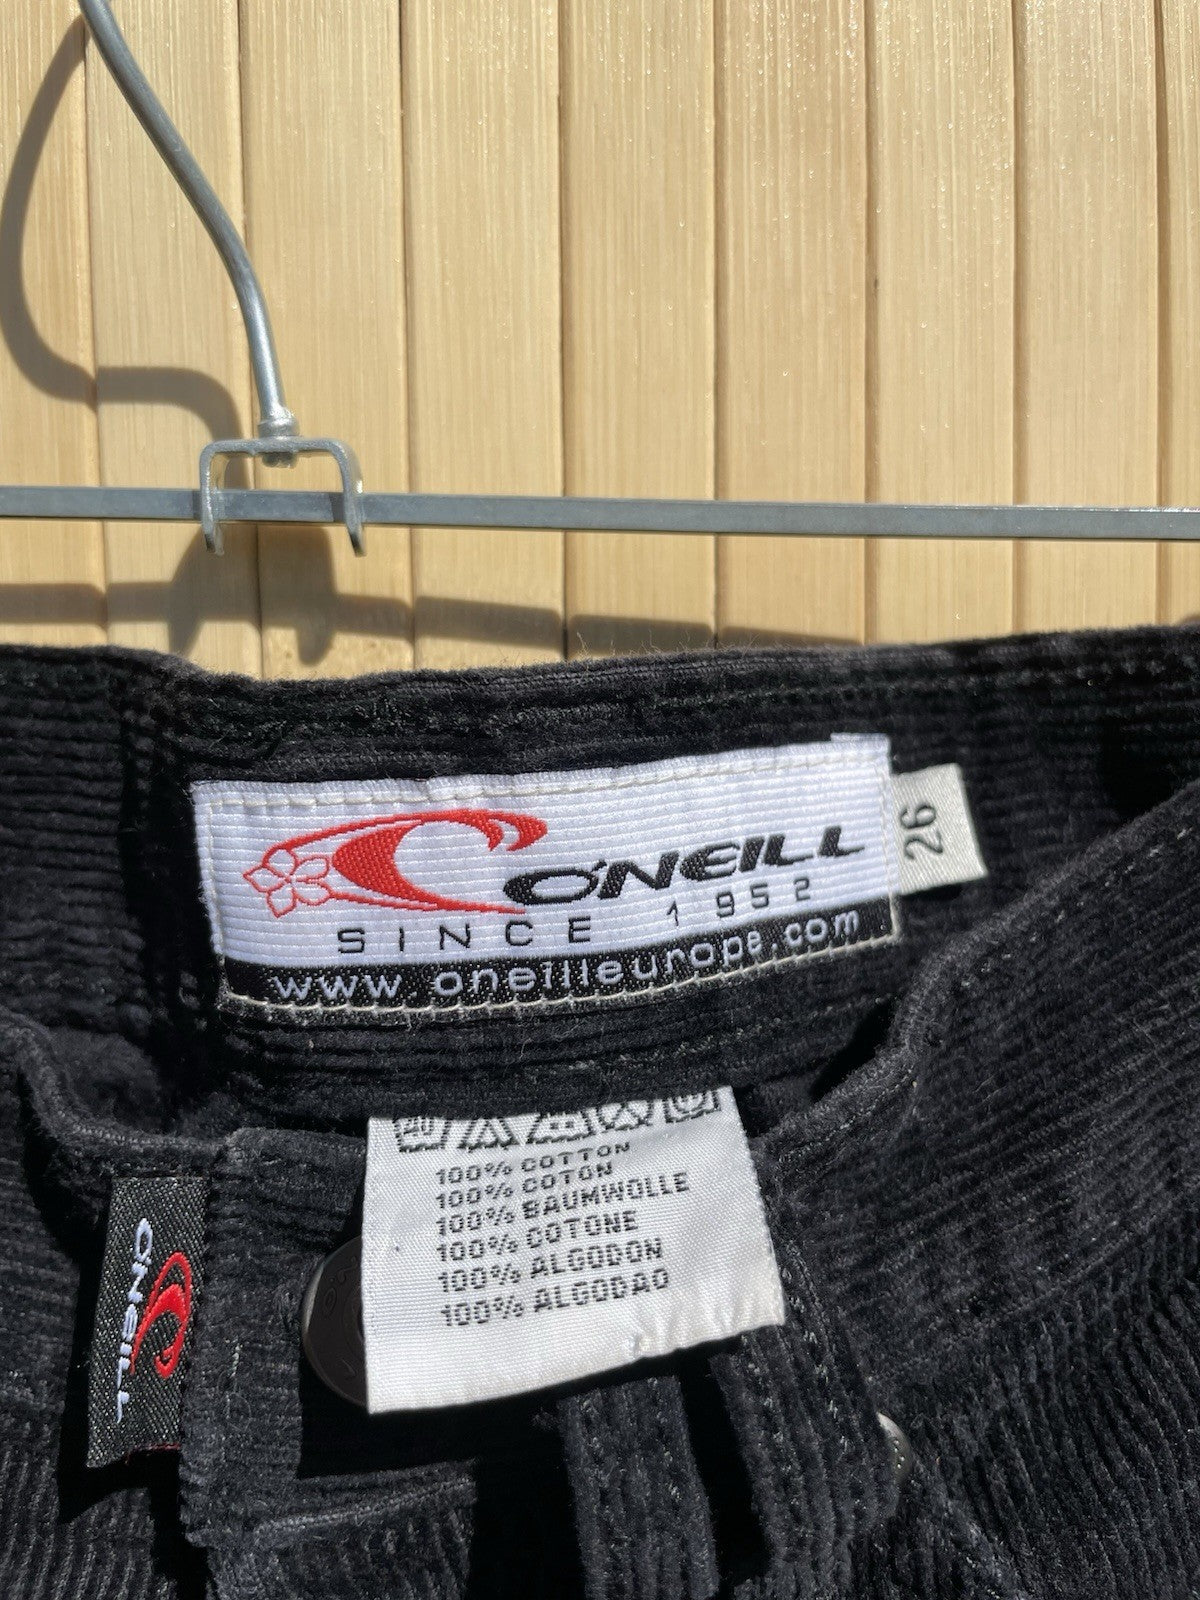 O'NEILL
26
SINCE 1952
www.oneilleurope.com
100% COTTON
100% COTON
100% BAUMWOLLE
100% COTONE
100% ALGODON
100% ALGODAO
O'NEILL